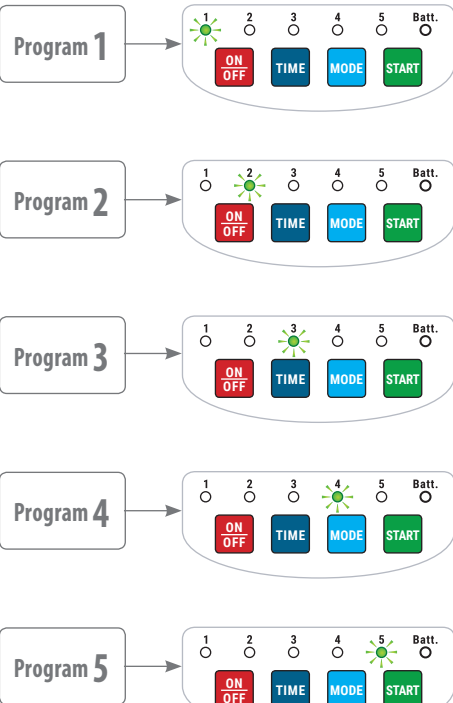 Program 1
1 2 3 4 5 Batt.
ON
OFF TIME MODE START
Program 2
1 2 3 4 5 Batt.
ON
OFF TIME MODE START
Program 3
1 2 3 4 5 Batt.
ON
OFF TIME MODE START
Program 4
1 2 3 4 5 Batt.
ON
OFF TIME MODE START
Program 5
1 2 3 4 5 Batt.
ON
OFF TIME MODE START